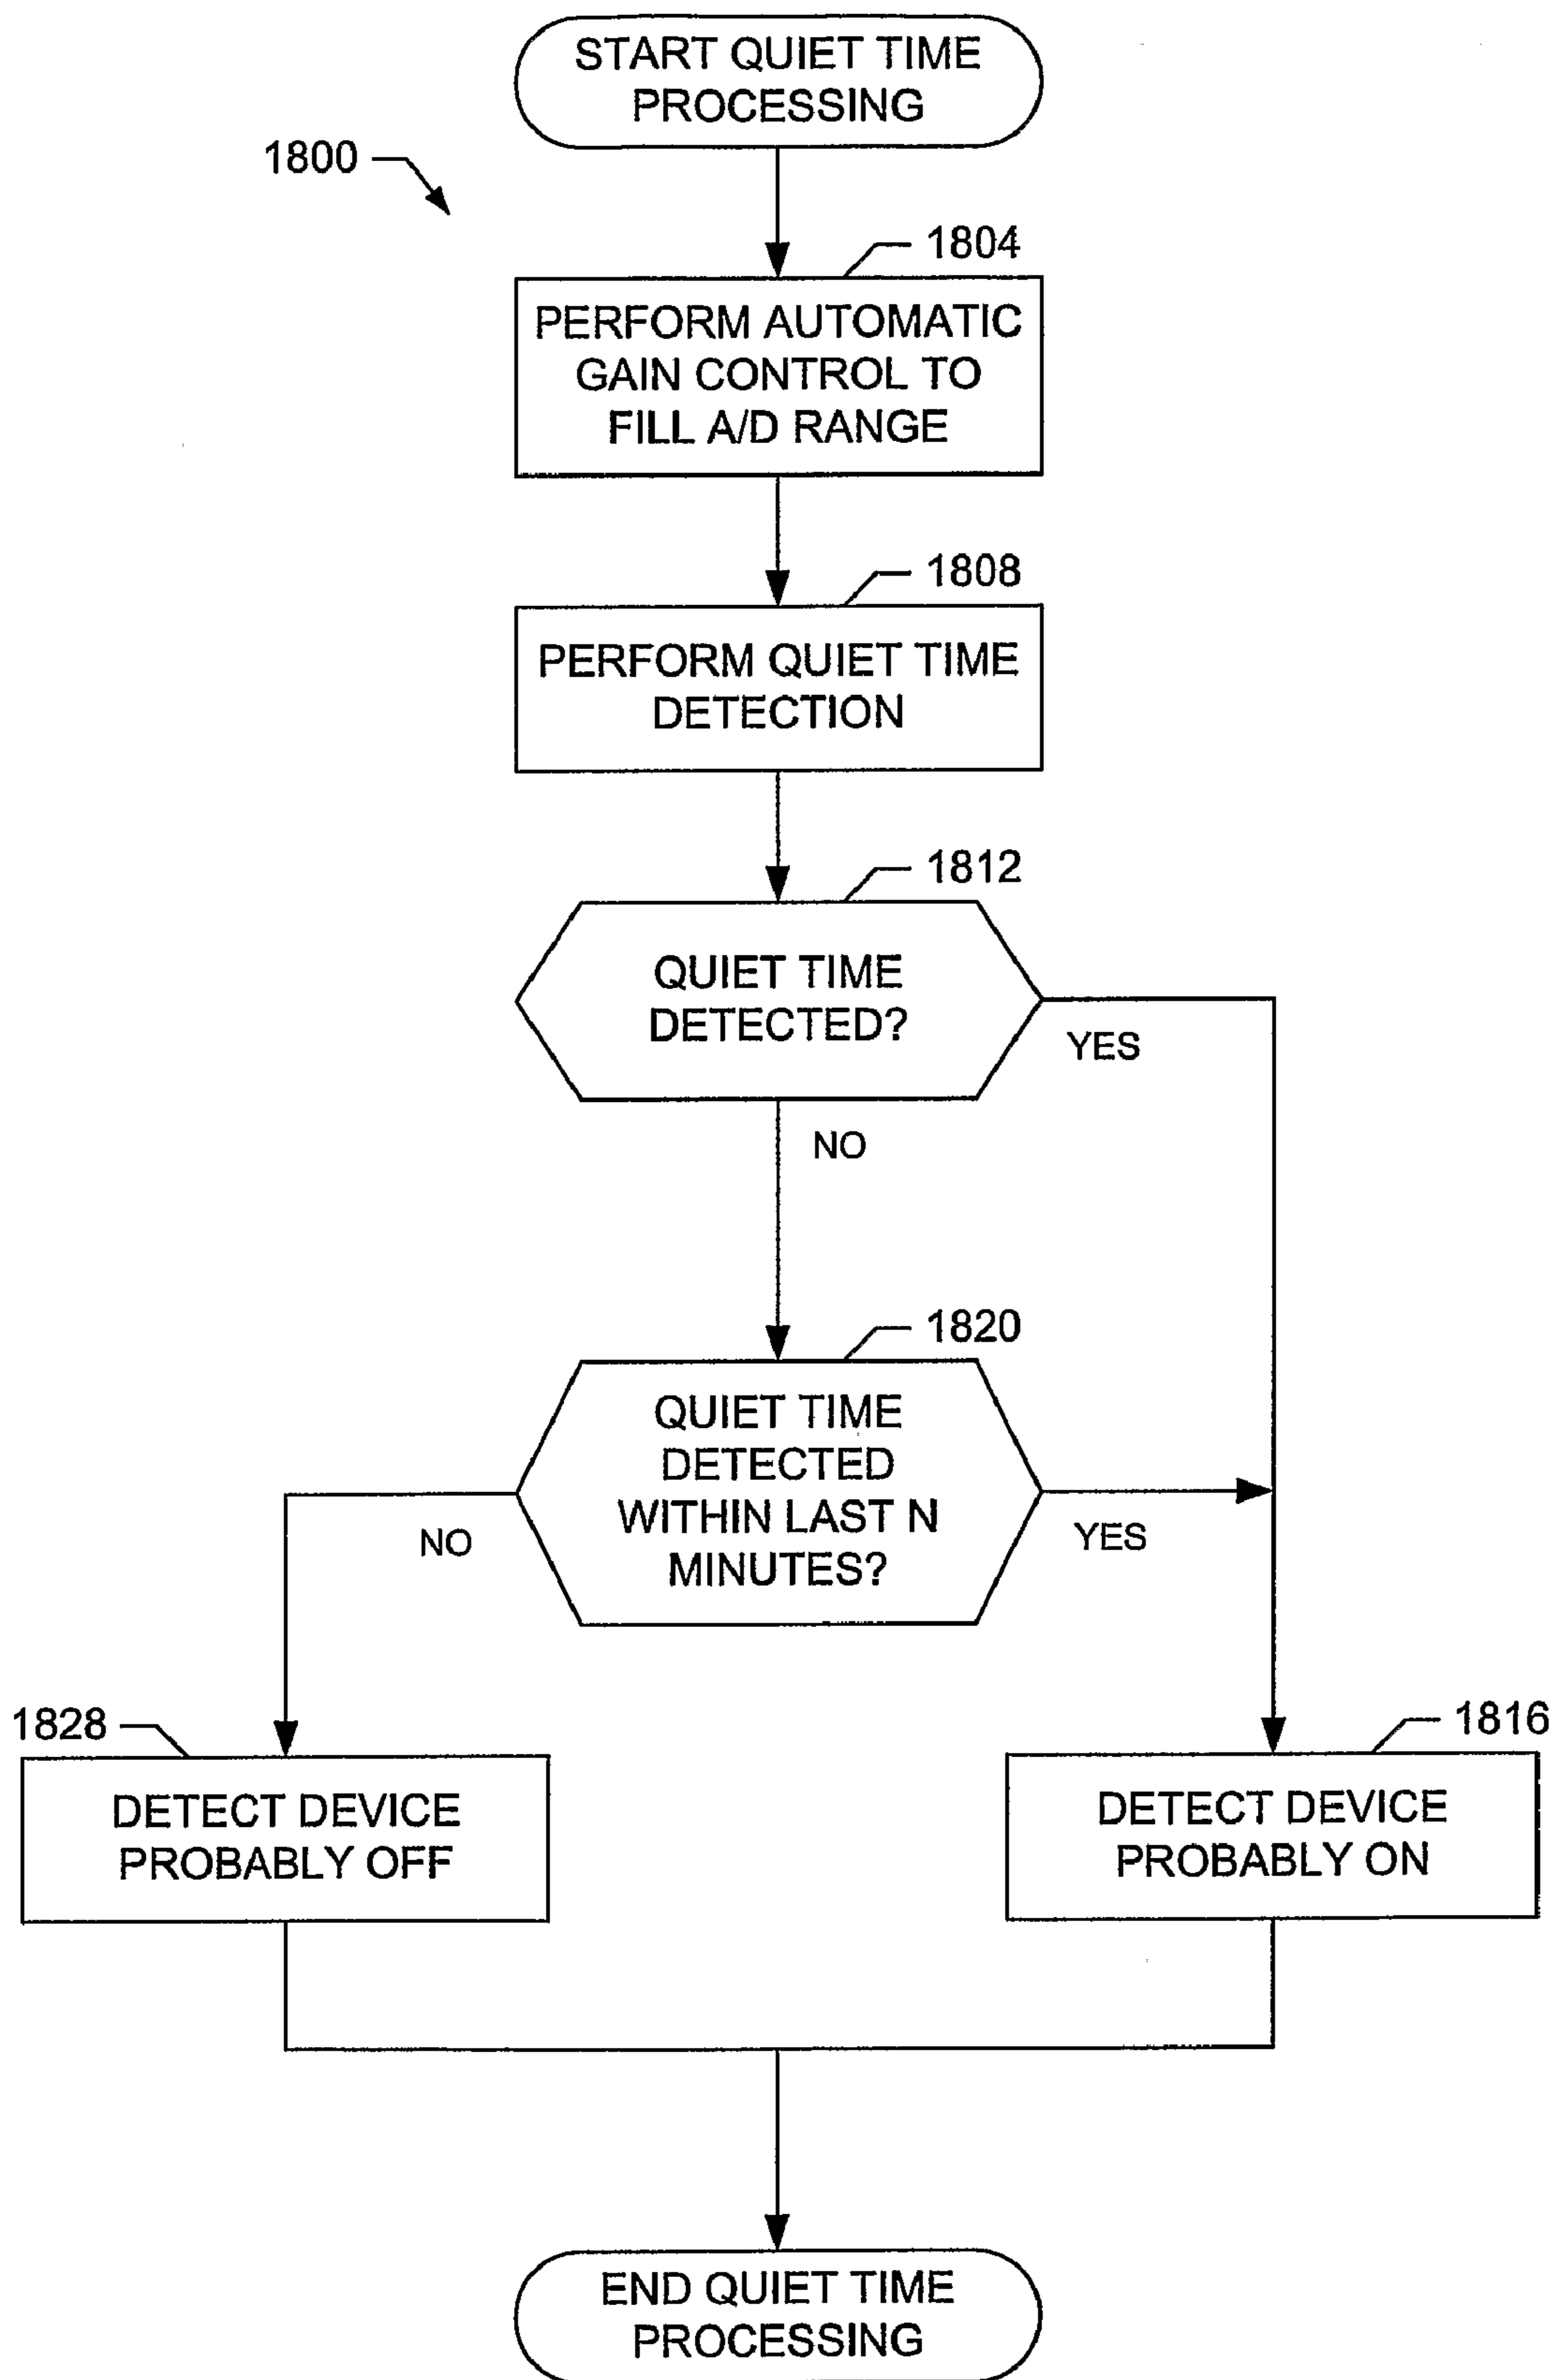 START QUIET TIME
PROCESSING
1800
1804
PERFORM AUTOMATIC
GAIN CONTROL TO
FILL A/D RANGE
1808
PERFORM QUIET TIME
DETECTION
1812
QUIET TIME
DETECTED?
YES
NO
1820
QUIET TIME
DETECTED
WITHIN LAST N
MINUTES?
NO
YES
1828
DETECT DEVICE
PROBABLY OFF
1816
DETECT DEVICE
PROBABLY ON
END QUIET TIME
PROCESSING